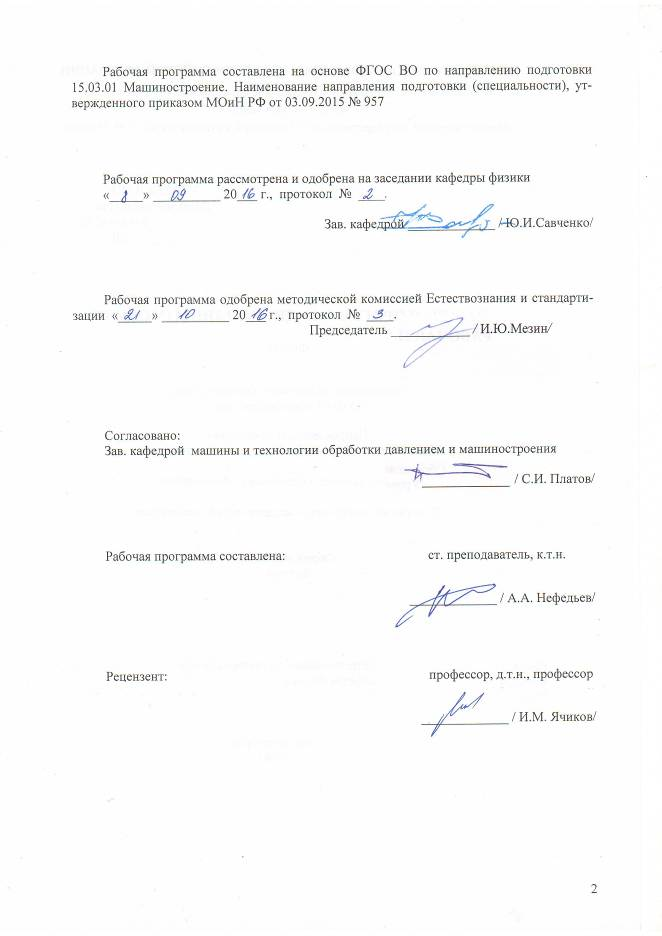 Рабочая программа составлена на основе ФГОС ВО по направлению подготовки
15.03.01 Машиностроение. Наименование направления подготовки (специальности), ут-
вержденного приказом МОиН РФ от 03.09.2015 № 957
Рабочая программа рассмотрена и одобрена на заседании кафедры физики
«8» 09 2016 г., протокол № 2.
Зав. кафедрой / Ю.И.Савченко/
Рабочая программа одобрена методической комиссией Естествознания и стандарти-
зации «21» 10 2016 г., протокол № 3.
Председатель / И.Ю.Мезин/
Согласовано:
Зав. кафедрой машины и технологии обработки давлением и машиностроения
/ С.И. Платов/
Рабочая программа составлена: ст. преподаватель, к.т.н.
/ А.А. Нефедьев/
Рецензент: профессор, д.т.н., профессор
/ И.М. Ячиков/
2